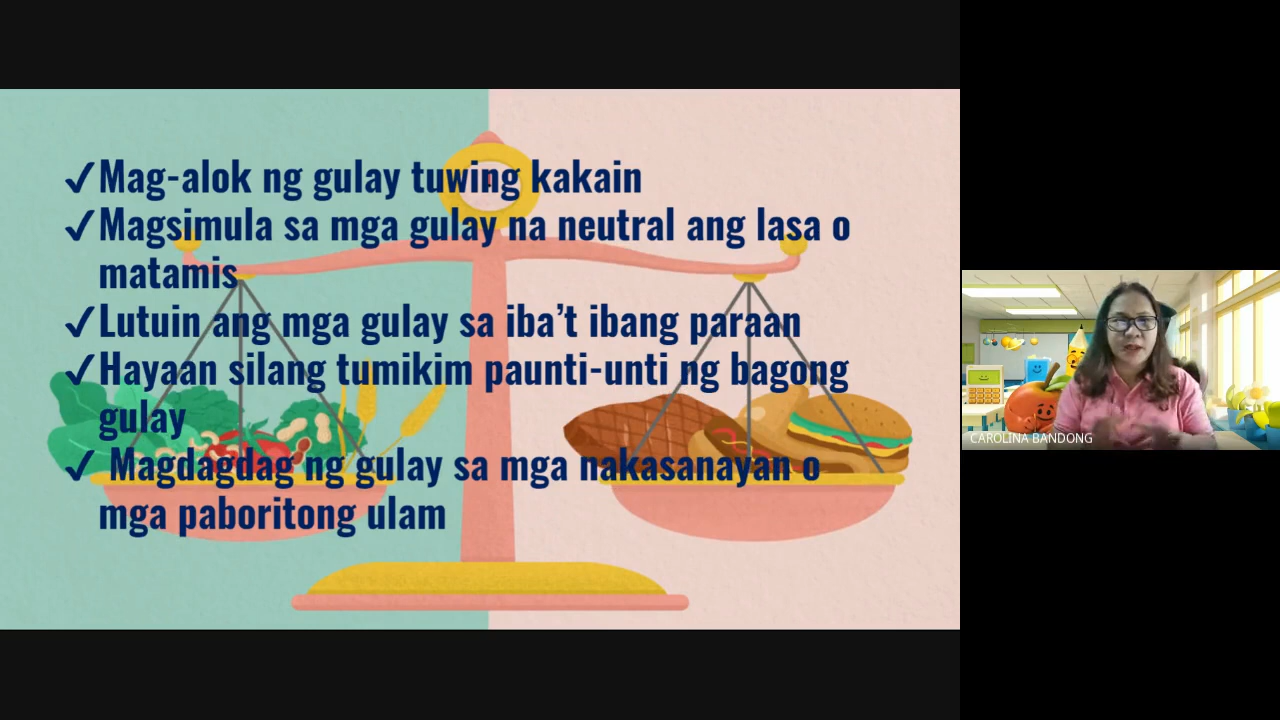 ✓Mag-alok ng gulay tuwing kakain
✓Magsimula sa mga gulay na neutral ang lasa o
matamis
✓Lutuin ang mga gulay sa iba't ibang paraan
✓Hayaan silang tumikim paunti-unti ng bagong
gulay
✓ Magdagdag ng gulay sa mga nakasanayan o
mga paboritong ulam
CAROLINA BANDONG